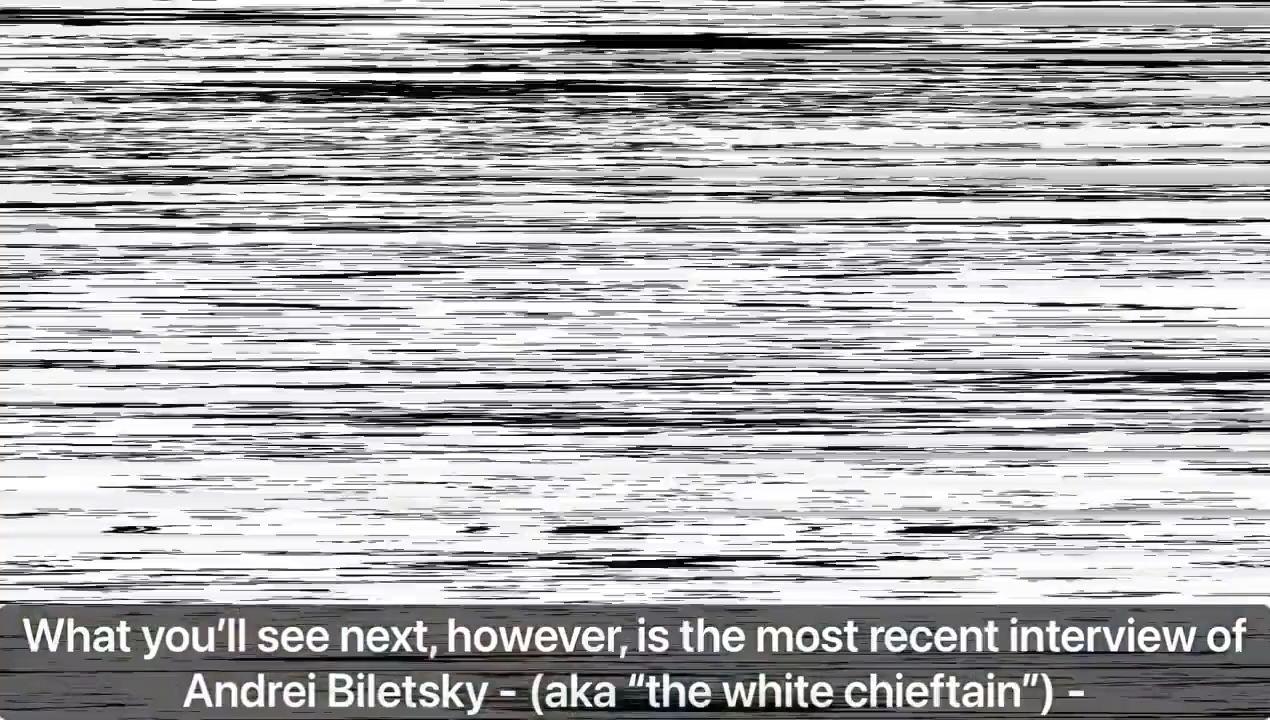 What you’ll see next, however, is the most recent interview of
Andrei Biletsky - (aka “the white chieftain”) -